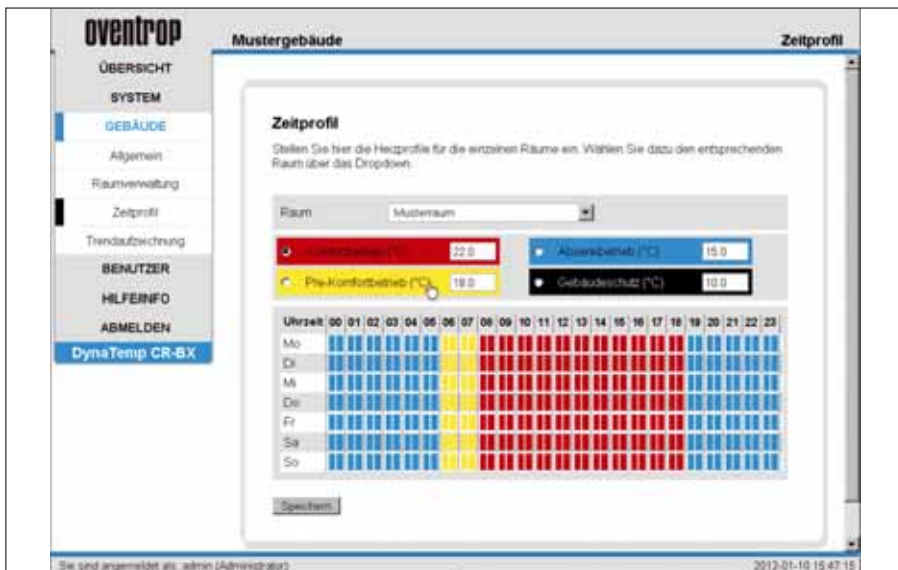 oventrop
Mustergebäude
Zeitprofil
ÜBERSICHT
SYSTEM
GEBÄUDE
Allgemein
Raumverwaltung
Zeitprofil
Trendaufzeichnung
BENUTZER
HILFE/INFO
ABMELDEN
DynaTemp CR-BX
Zeitprofil
Stellen Sie hier die Heizprofile für die einzelnen Räume ein. Wählen Sie dazu den entsprechenden
Raum über das Dropdown.
Raum Musterraum
Komfortbetrieb (°C) 22.0
Absenkbetrieb (°C) 15.0
Pre-Komfortbetrieb (°C) 18.0
Gebäudeschutz (°C) 10.0
Uhrzeit 00 01 02 03 04 05 06 07 08 09 10 11 12 13 14 15 16 17 18 19 20 21 22 23
Mo
Di
Mi
Do
Fr
Sa
So
Speichern
Sie sind angemeldet als: admin (Administrator)
2012-01-10 15:47:15